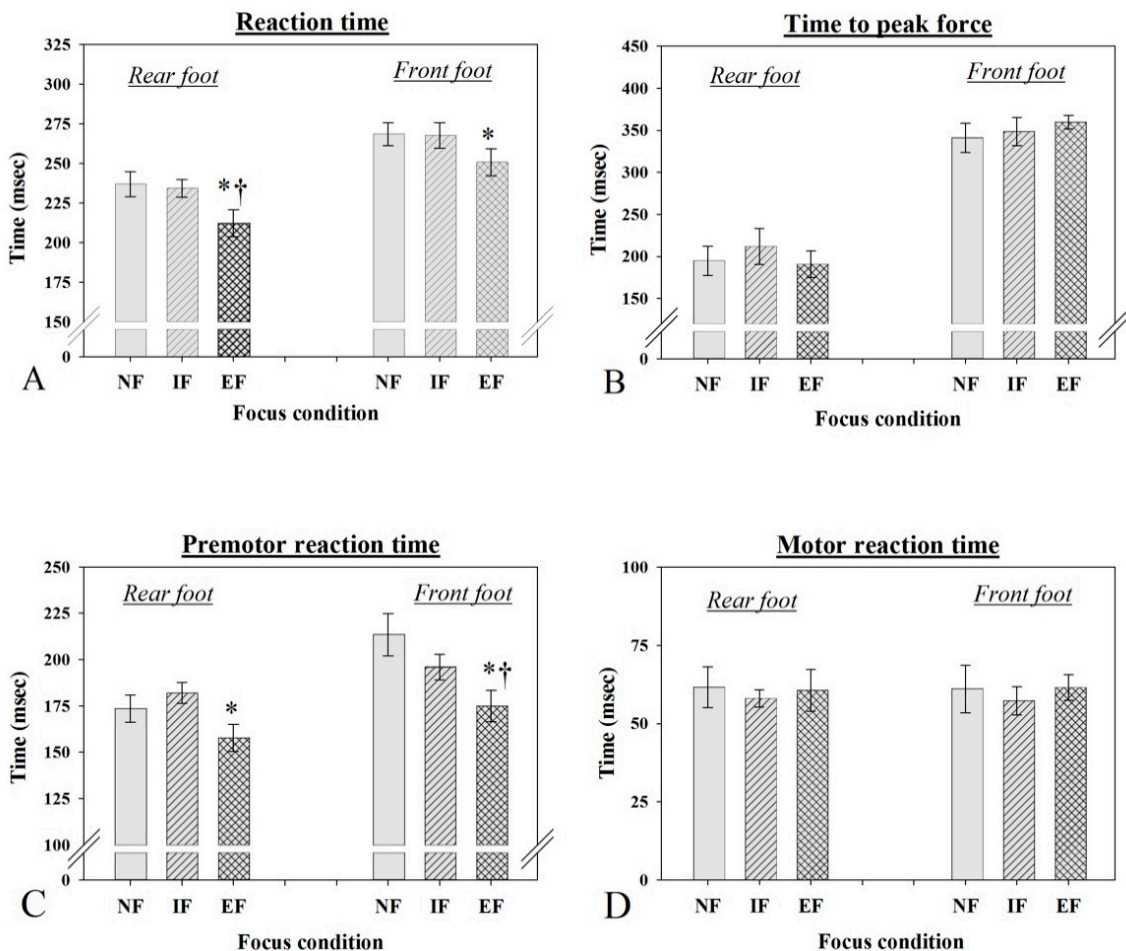 Reaction time
Rear foot
Front foot
325
300
275
250
225
200
175
150
0
Time (msec)
*†
*
NF IF EF NF IF EF
Focus condition
A
Time to peak force
Rear foot
Front foot
450
400
350
300
250
200
150
0
Time (msec)
NF IF EF NF IF EF
Focus condition
B
Premotor reaction time
Rear foot
Front foot
250
225
200
175
150
125
100
0
Time (msec)
*
*†
NF IF EF NF IF EF
Focus condition
C
Motor reaction time
Rear foot
Front foot
100
75
50
25
0
Time (msec)
NF IF EF NF IF EF
Focus condition
D